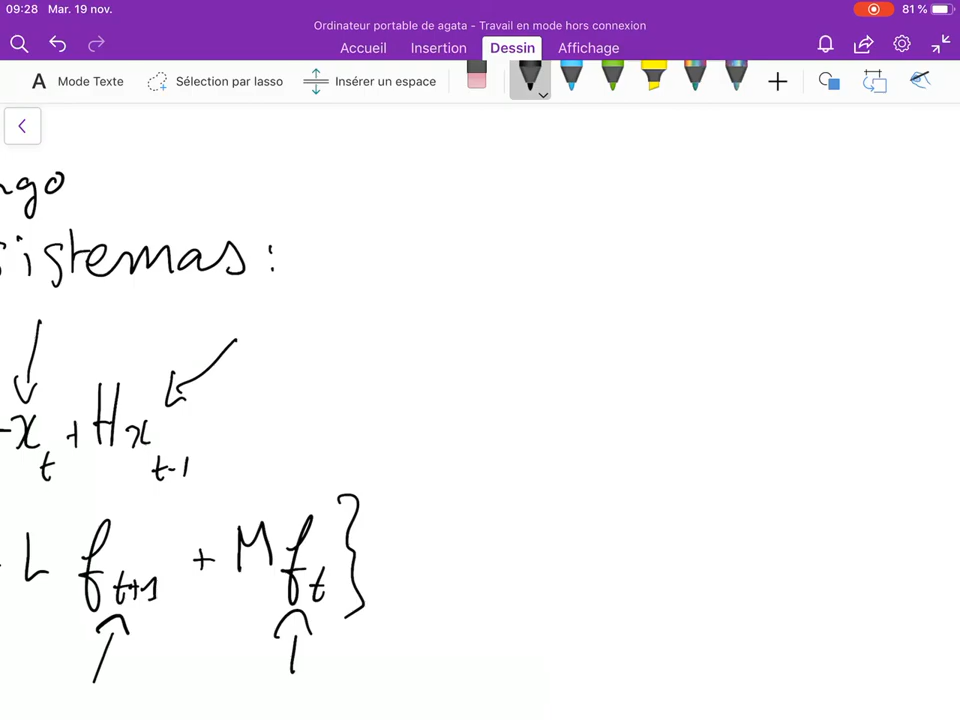 09:28 Mar. 19 nov. 81 %
Ordinateur portable de agata - Travail en mode hors connexion
Accueil Insertion Dessin Affichage
A Mode Texte Sélection par lasso Insérer un espace
ngo
sistemas :
x_t + H x_{t-1}
L f_{t+1} + M f_t }